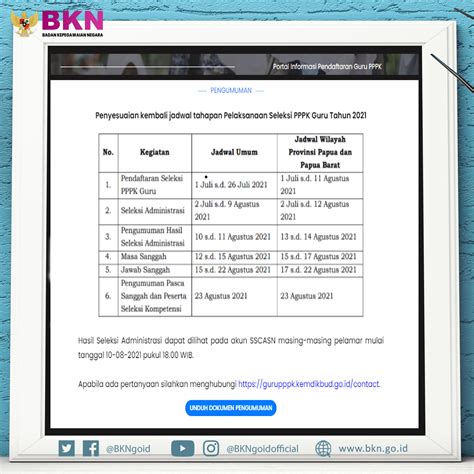 BKN
BADAN KEPEGAWAIAN NEGARA
Portal Informasi Pendaftaran Guru PPPK
PENGUMUMAN
Penyesuaian kembali jadwal tahapan Pelaksanaan Seleksi PPPK Guru Tahun 2021
No. Kegiatan Jadwal Umum Jadwal Wilayah Provinsi Papua dan Papua Barat
1. Pendaftaran Seleksi PPPK Guru 1 Juli s.d. 26 Juli 2021 1 Juli s.d. 11 Agustus 2021
2. Seleksi Administrasi 2 Juli s.d. 9 Agustus 2021 2 Juli s.d. 12 Agustus 2021
3. Pengumuman Hasil Seleksi Administrasi 10 s.d. 11 Agustus 2021 13 s.d. 14 Agustus 2021
4. Masa Sanggah 12 s.d. 15 Agustus 2021 15 s.d. 17 Agustus 2021
5. Jawab Sanggah 15 s.d. 22 Agustus 2021 17 s.d. 22 Agustus 2021
6. Pengumuman Pasca Sanggah dan Peserta Seleksi Kompetensi 23 Agustus 2021 23 Agustus 2021
Hasil Seleksi Administrasi dapat dilihat pada akun SSCASN masing-masing pelamar mulai
tanggal 10-08-2021 pukul 18.00 WIB.
Apabila ada pertanyaan silahkan menghubungi https://gurupppk.kemdikbud.go.id/contact.
UNDUH DOKUMEN PENGUMUMAN
@BKNgoid @BKNgoidofficial www.bkn.go.id